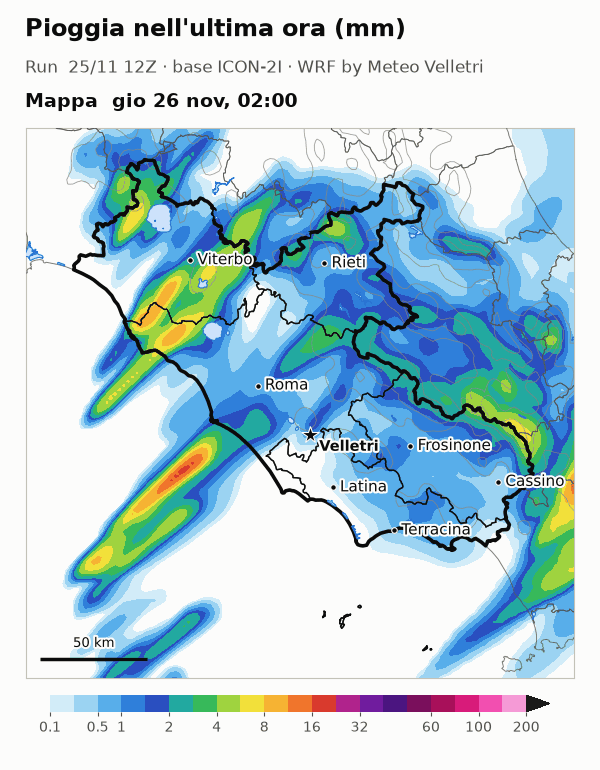 Pioggia nell'ultima ora (mm)
Run  25/11 12Z · base ICON-2I · WRF by Meteo Velletri
Mappa  gio 26 nov, 02:00
Viterbo
Rieti
Roma
Velletri
Frosinone
Cassino
Latina
Terracina
50 km
0.1 0.5 1 2 4 8 16 32 60 100 200